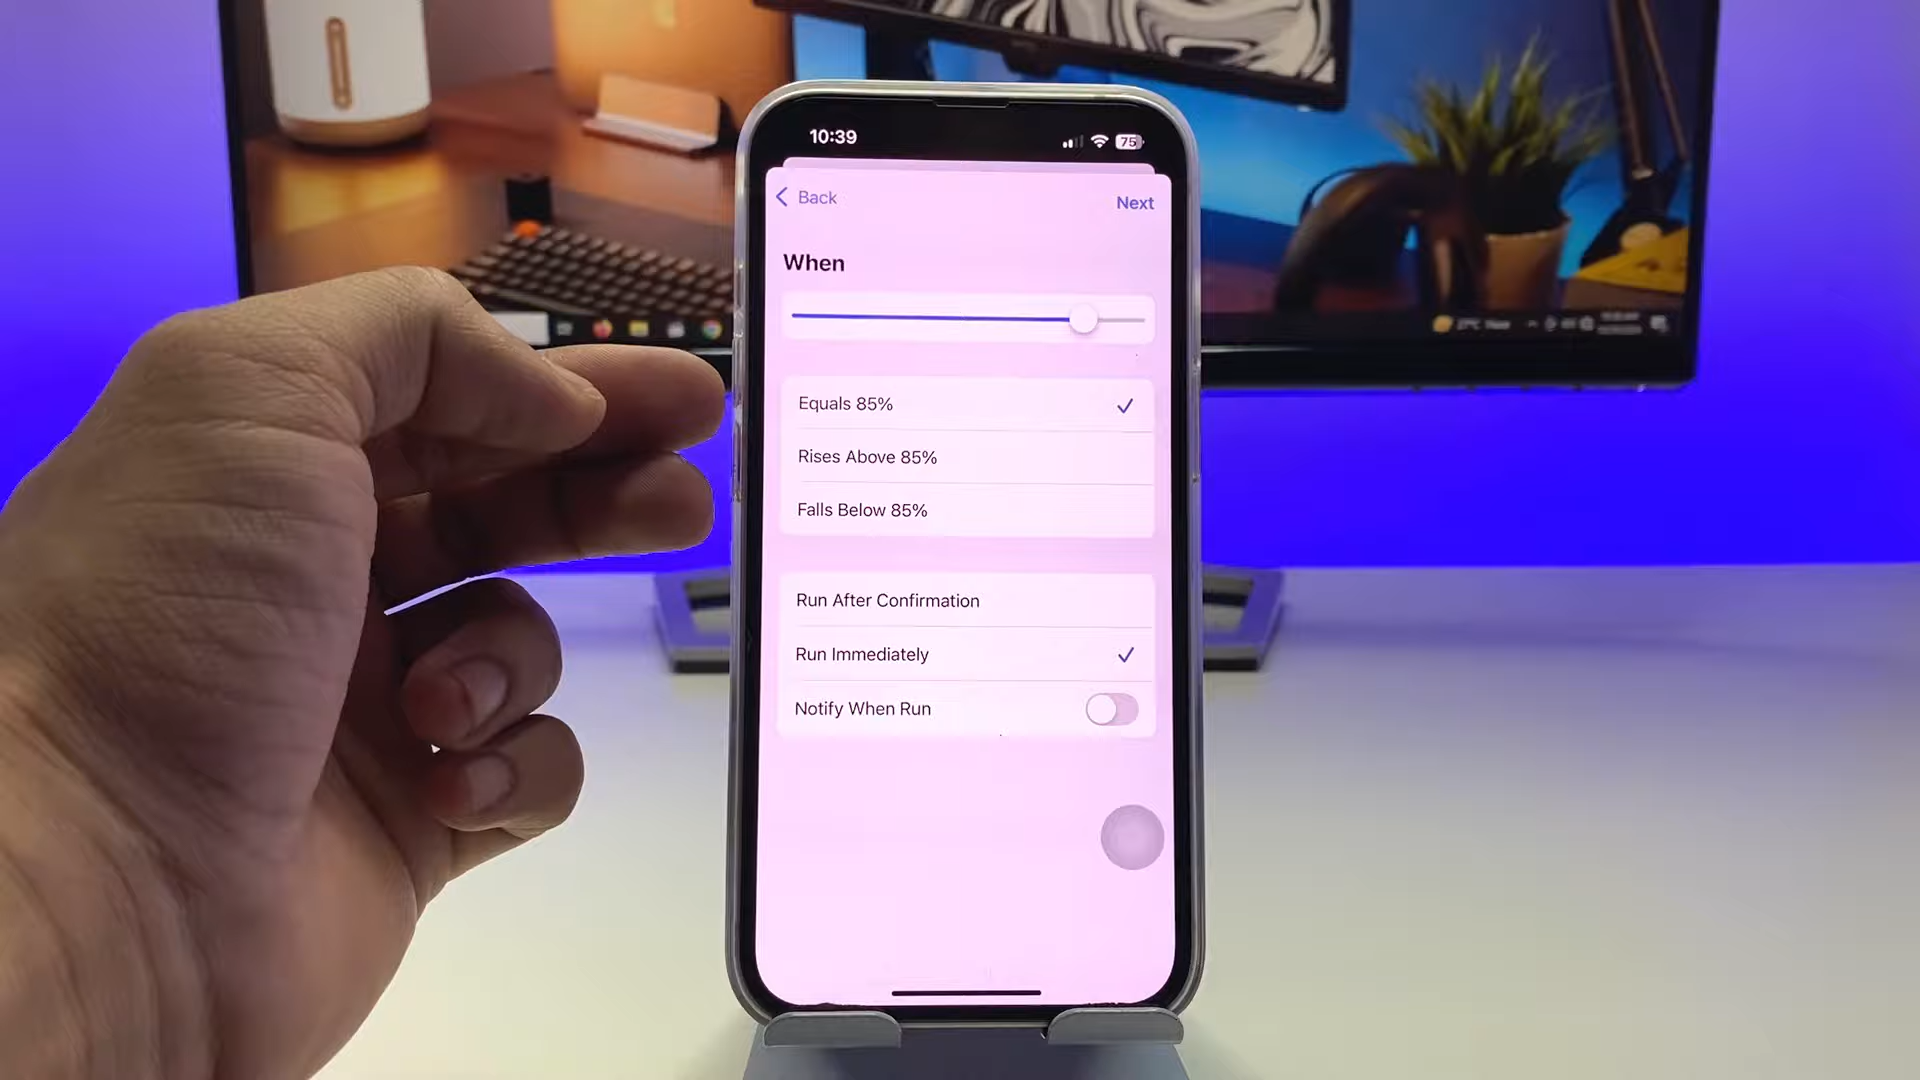 10:39
75
Back
Next
When
Equals 85%
Rises Above 85%
Falls Below 85%
Run After Confirmation
Run Immediately
Notify When Run